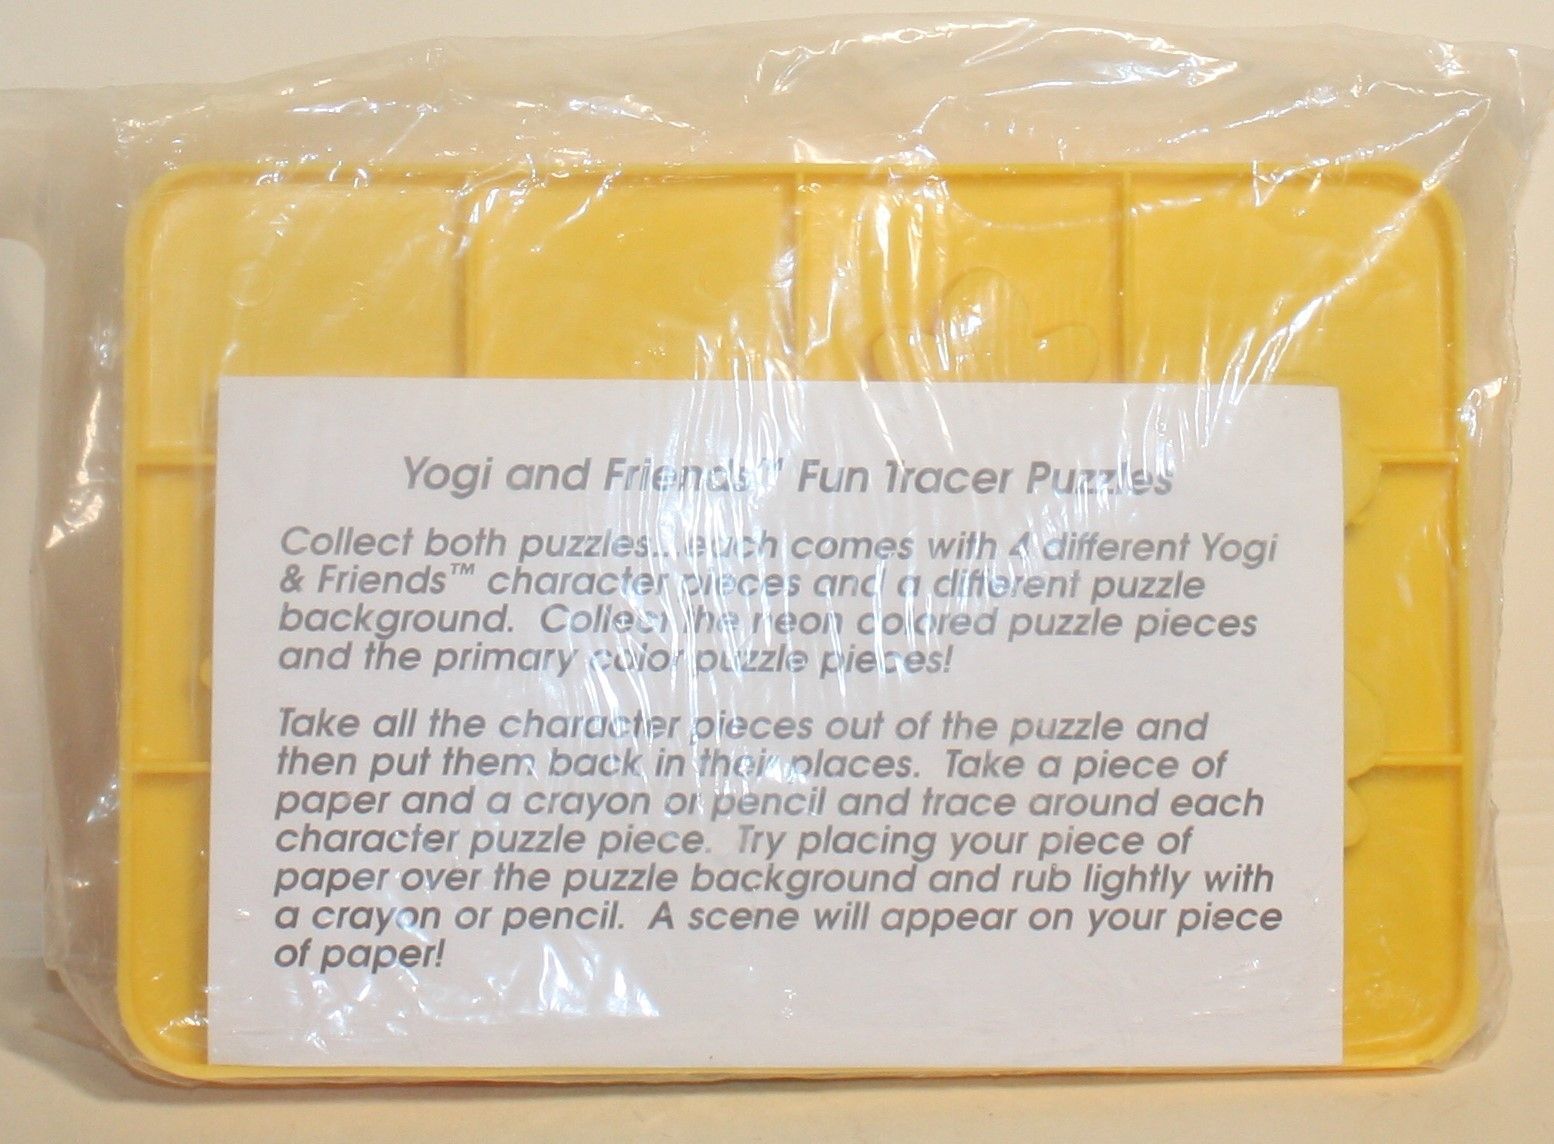 Yogi and Friends™ Fun Tracer Puzzles
Collect both puzzles... each comes with 4 different Yogi
& Friends™ character pieces and a different puzzle
background. Collect the neon colored puzzle pieces
and the primary color puzzle pieces!
Take all the character pieces out of the puzzle and
then put them back in their places. Take a piece of
paper and a crayon or pencil and trace around each
character puzzle piece. Try placing your piece of
paper over the puzzle background and rub lightly with
a crayon or pencil. A scene will appear on your piece
of paper!